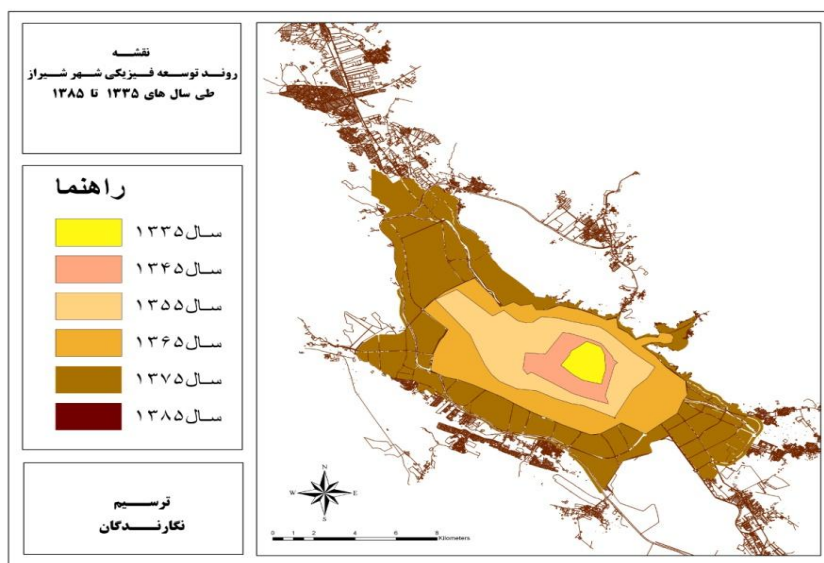 نقشه
روند توسعه فیزیکی شهر شیراز
طی سال های ۱۳۳۵ تا ۱۳۸۵
راهنما
سال ۱۳۳۵
سال ۱۳۴۵
سال ۱۳۵۵
سال ۱۳۶۵
سال ۱۳۷۵
سال ۱۳۸۵
ترسیم
نگارندگان
N
W E
S
0 1 2 4 6 8
Kilometers